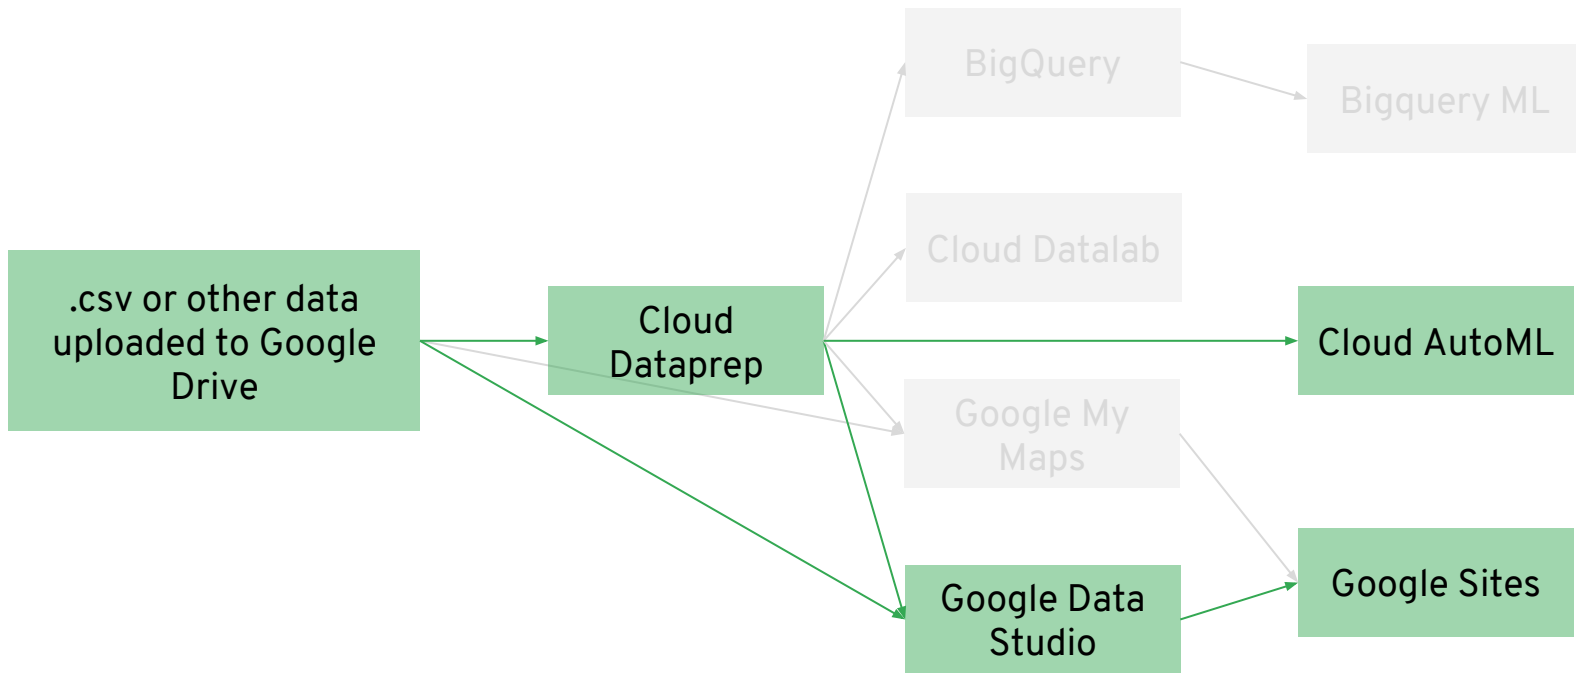 BigQuery
Bigquery ML
Cloud Datalab
.csv or other data
uploaded to Google
Drive
Cloud
Dataprep
Cloud AutoML
Google My
Maps
Google Data
Studio
Google Sites